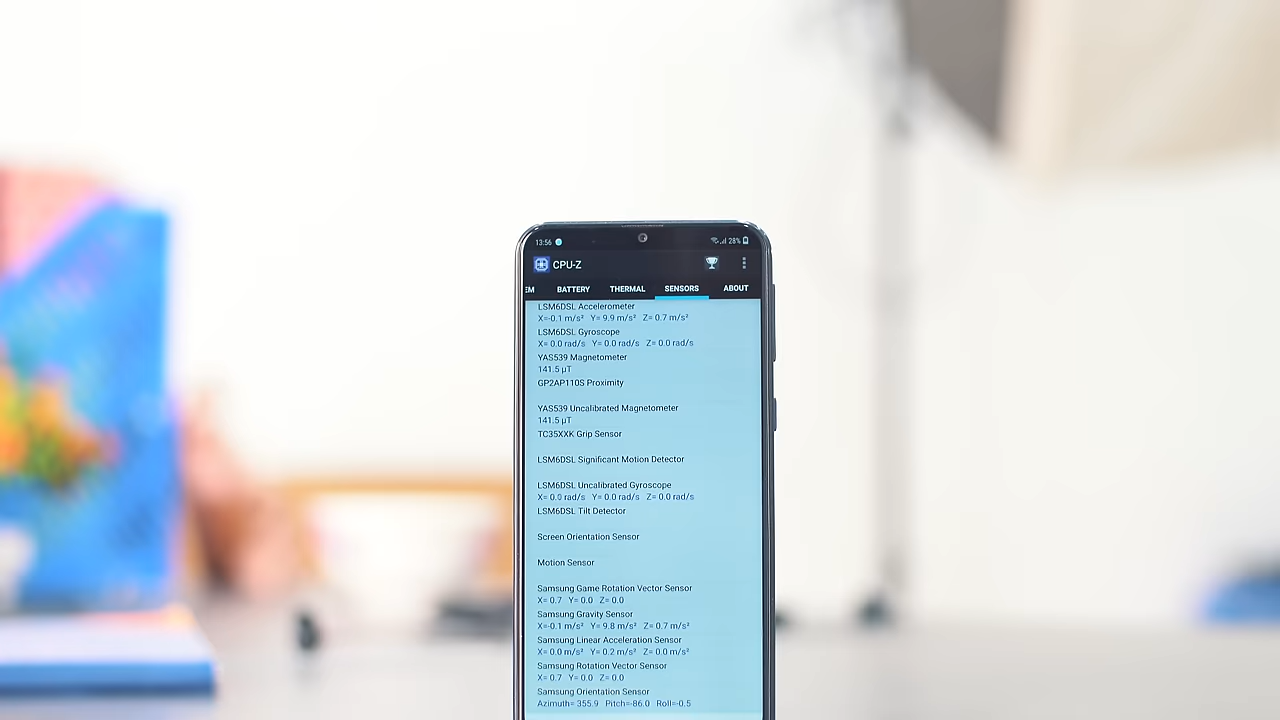 13:56 28%
CPU-Z
EM BATTERY THERMAL SENSORS ABOUT
LSM6DSL Accelerometer
X=-0.1 m/s² Y= 9.9 m/s² Z= 0.7 m/s²
LSM6DSL Gyroscope
X= 0.0 rad/s Y= 0.0 rad/s Z= 0.0 rad/s
YAS539 Magnetometer
141.5 μT
GP2AP110S Proximity
YAS539 Uncalibrated Magnetometer
141.5 μT
TC35XXK Grip Sensor
LSM6DSL Significant Motion Detector
LSM6DSL Uncalibrated Gyroscope
X= 0.0 rad/s Y= 0.0 rad/s Z= 0.0 rad/s
LSM6DSL Tilt Detector
Screen Orientation Sensor
Motion Sensor
Samsung Game Rotation Vector Sensor
X= 0.7 Y= 0.0 Z= 0.0
Samsung Gravity Sensor
X=-0.1 m/s² Y= 9.8 m/s² Z= 0.7 m/s²
Samsung Linear Acceleration Sensor
X= 0.0 m/s² Y= 0.2 m/s² Z= 0.0 m/s²
Samsung Rotation Vector Sensor
X= 0.7 Y= 0.0 Z= 0.0
Samsung Orientation Sensor
Azimuth= 355.9 Pitch=-86.0 Roll=-0.5